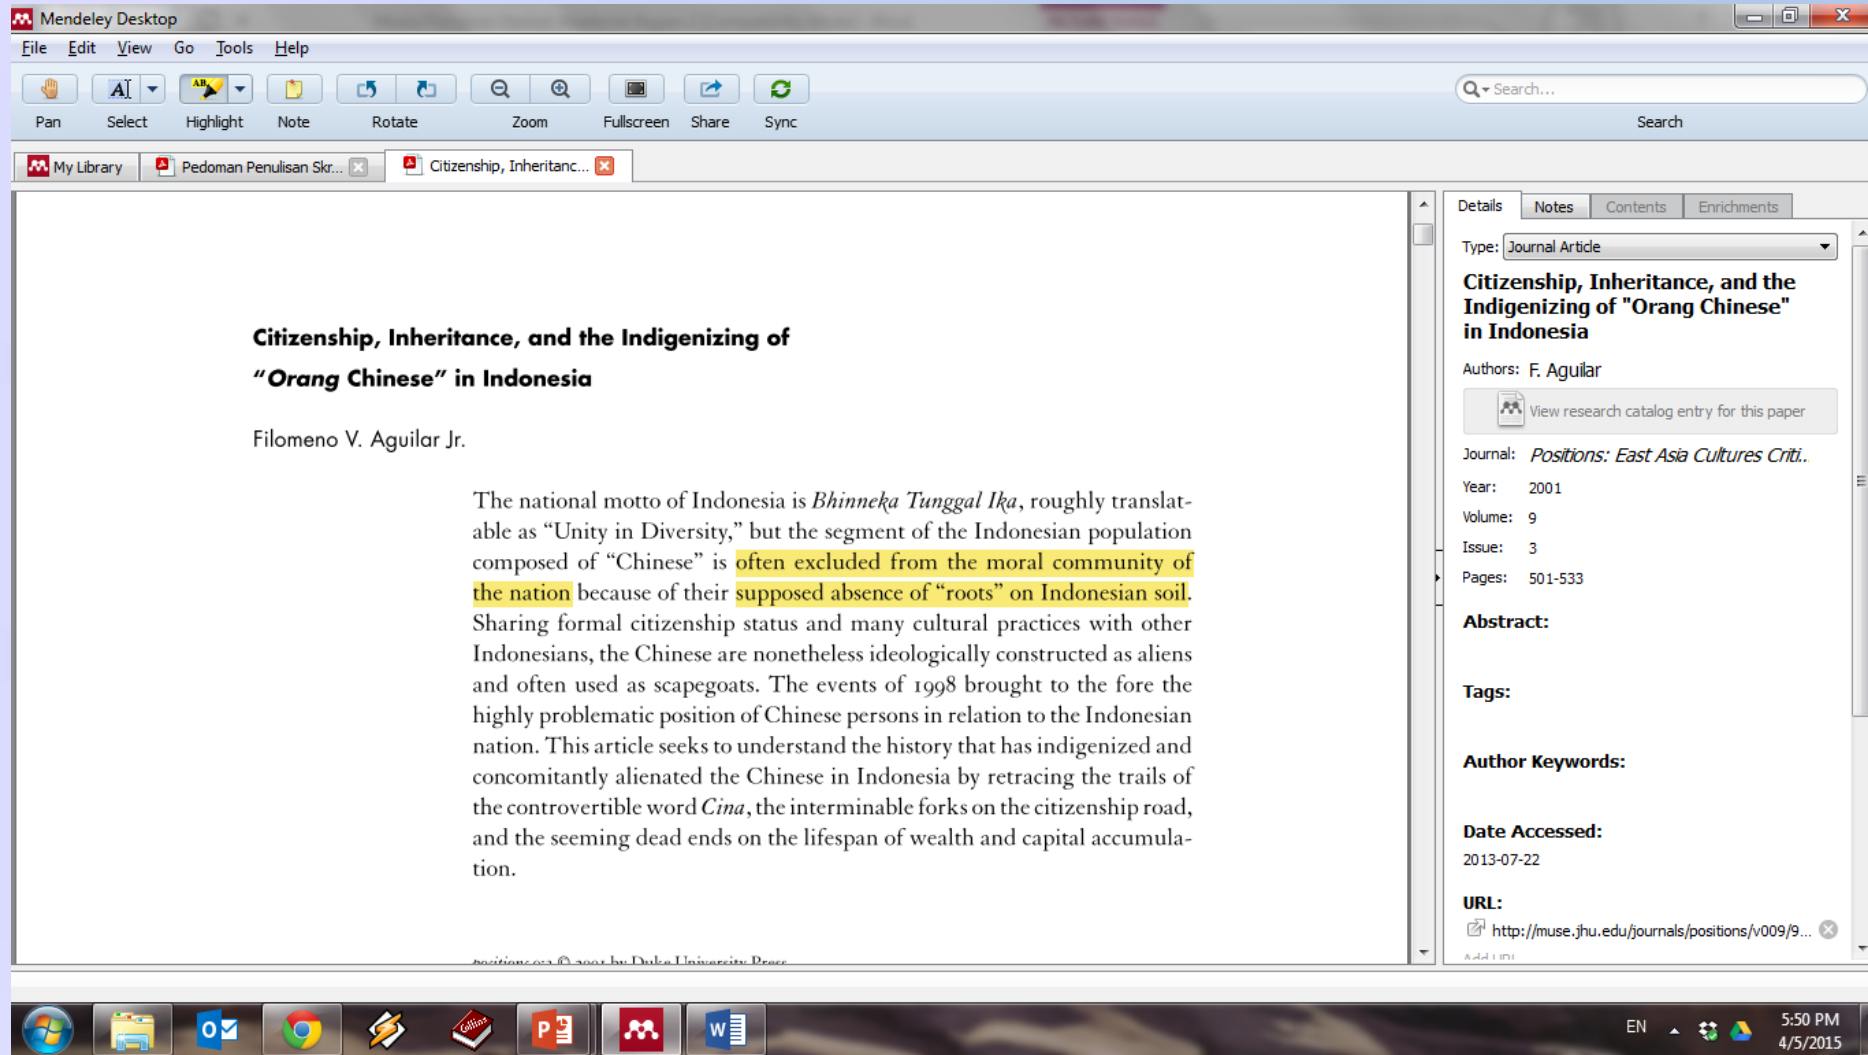 Mendeley Desktop
File Edit View Go Tools Help
Pan Select Highlight Note Rotate Zoom Fullscreen Share Sync
Search...
Search
My Library
Pedoman Penulisan Skr...
Citizenship, Inheritanc...
Citizenship, Inheritance, and the Indigenizing of
“Orang Chinese” in Indonesia
Filomeno V. Aguilar Jr.
The national motto of Indonesia is Bhinneka Tunggal Ika, roughly translat-
able as “Unity in Diversity,” but the segment of the Indonesian population
composed of “Chinese” is often excluded from the moral community of
the nation because of their supposed absence of “roots” on Indonesian soil.
Sharing formal citizenship status and many cultural practices with other
Indonesians, the Chinese are nonetheless ideologically constructed as aliens
and often used as scapegoats. The events of 1998 brought to the fore the
highly problematic position of Chinese persons in relation to the Indonesian
nation. This article seeks to understand the history that has indigenized and
concomitantly alienated the Chinese in Indonesia by retracing the trails of
the controvertible word Cina, the interminable forks on the citizenship road,
and the seeming dead ends on the lifespan of wealth and capital accumula-
tion.
positions 9:3 © 2001 by Duke University Press
Details Notes Contents Enrichments
Type: Journal Article
Citizenship, Inheritance, and the
Indigenizing of "Orang Chinese"
in Indonesia
Authors: F. Aguilar
View research catalog entry for this paper
Journal: Positions: East Asia Cultures Criti..
Year: 2001
Volume: 9
Issue: 3
Pages: 501-533
Abstract:
Tags:
Author Keywords:
Date Accessed:
2013-07-22
URL:
http://muse.jhu.edu/journals/positions/v009/9...
Add URL
Collins
EN
5:50 PM
4/5/2015